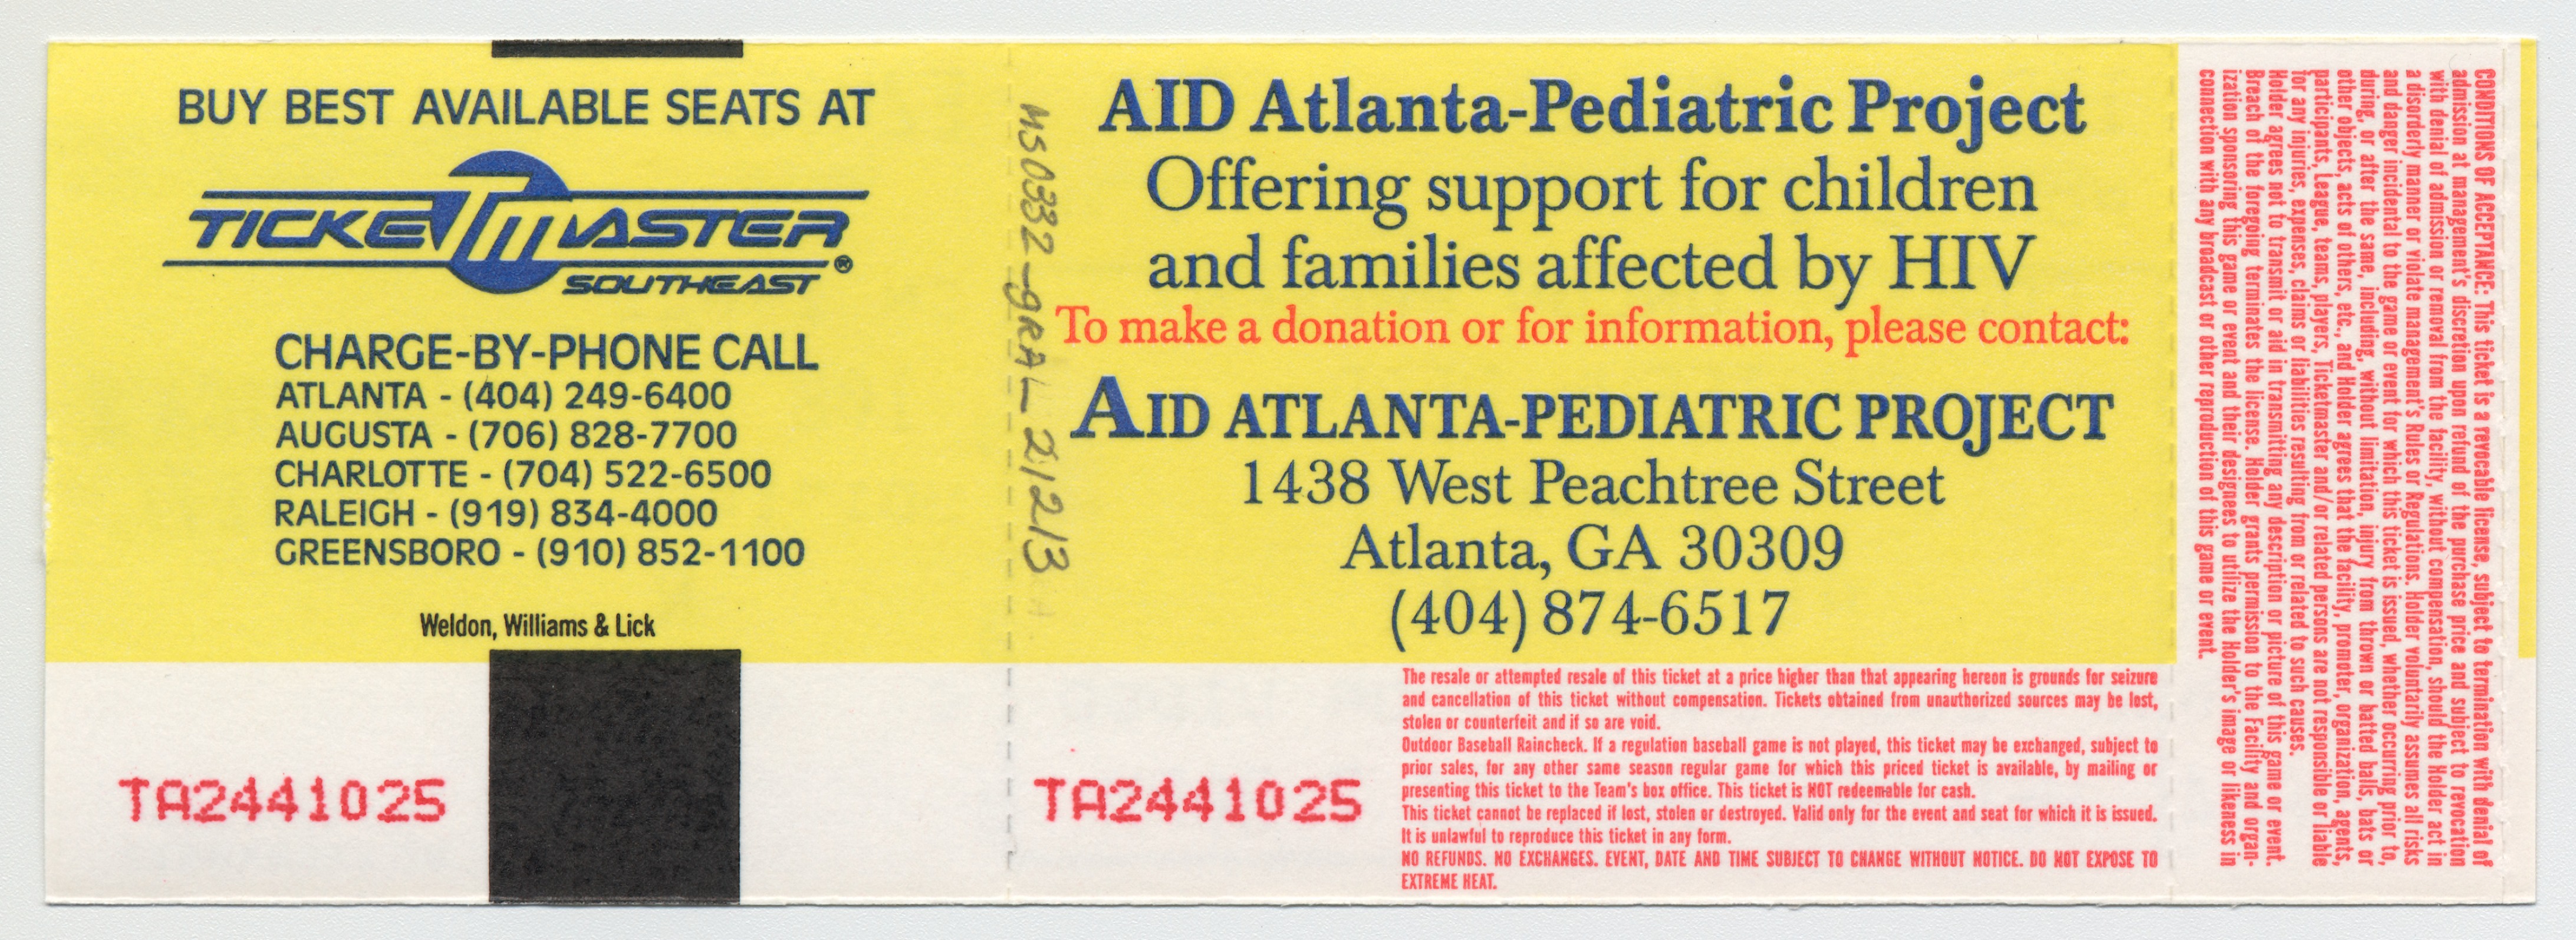 BUY BEST AVAILABLE SEATS AT
TICKETMASTER®
SOUTHEAST
CHARGE-BY-PHONE CALL
ATLANTA - (404) 249-6400
AUGUSTA - (706) 828-7700
CHARLOTTE - (704) 522-6500
RALEIGH - (919) 834-4000
GREENSBORO - (910) 852-1100
Weldon, Williams & Lick
TA2441025
AID Atlanta-Pediatric Project
Offering support for children
and families affected by HIV
To make a donation or for information, please contact:
AID ATLANTA-PEDIATRIC PROJECT
1438 West Peachtree Street
Atlanta, GA 30309
(404) 874-6517
TA2441025
The resale or attempted resale of this ticket at a price higher than that appearing hereon is grounds for seizure
and cancellation of this ticket without compensation. Tickets obtained from unauthorized sources may be lost,
stolen or counterfeit and if so are void.
Outdoor Baseball Raincheck. If a regulation baseball game is not played, this ticket may be exchanged, subject to
prior sales, for any other same season regular game for which this priced ticket is available, by mailing or
presenting this ticket to the Team's box office. This ticket is NOT redeemable for cash.
This ticket cannot be replaced if lost, stolen or destroyed. Valid only for the event and seat for which it is issued.
It is unlawful to reproduce this ticket in any form.
NO REFUNDS. NO EXCHANGES. EVENT, DATE AND TIME SUBJECT TO CHANGE WITHOUT NOTICE. DO NOT EXPOSE TO
EXTREME HEAT.
CONDITIONS OF ACCEPTANCE: This ticket is a revocable license, subject to termination with denial of
admission at management's discretion upon refund of the purchase price and subject to revocation
with denial of admission or removal from the facility, without compensation, should the Holder act in
a disorderly manner or violate management's Rules or Regulations. Holder voluntarily assumes all risks
and danger incidental to the game or event for which this ticket is issued, whether occurring prior to,
during, or after the same, including, without limitation, injury from thrown or bated balls, bats or
other objects, acts of others, etc., and Holder agrees that the facility, promoter, organization, agents,
participants, League, teams, players, Ticketmaster and/or related persons are not responsible or liable
for any injuries, expenses, claims or liabilities resulting from or related to such causes.
Holder agrees not to transmit or aid in transmitting any description or picture of this game or event.
Breach of the foregoing terminates the license. Holder grants permission to the Facility and organ-
ization sponsoring this game or event and their designees to utilize the Holder's image or likeness in
connection with any broadcast or other reproduction of this game or event.